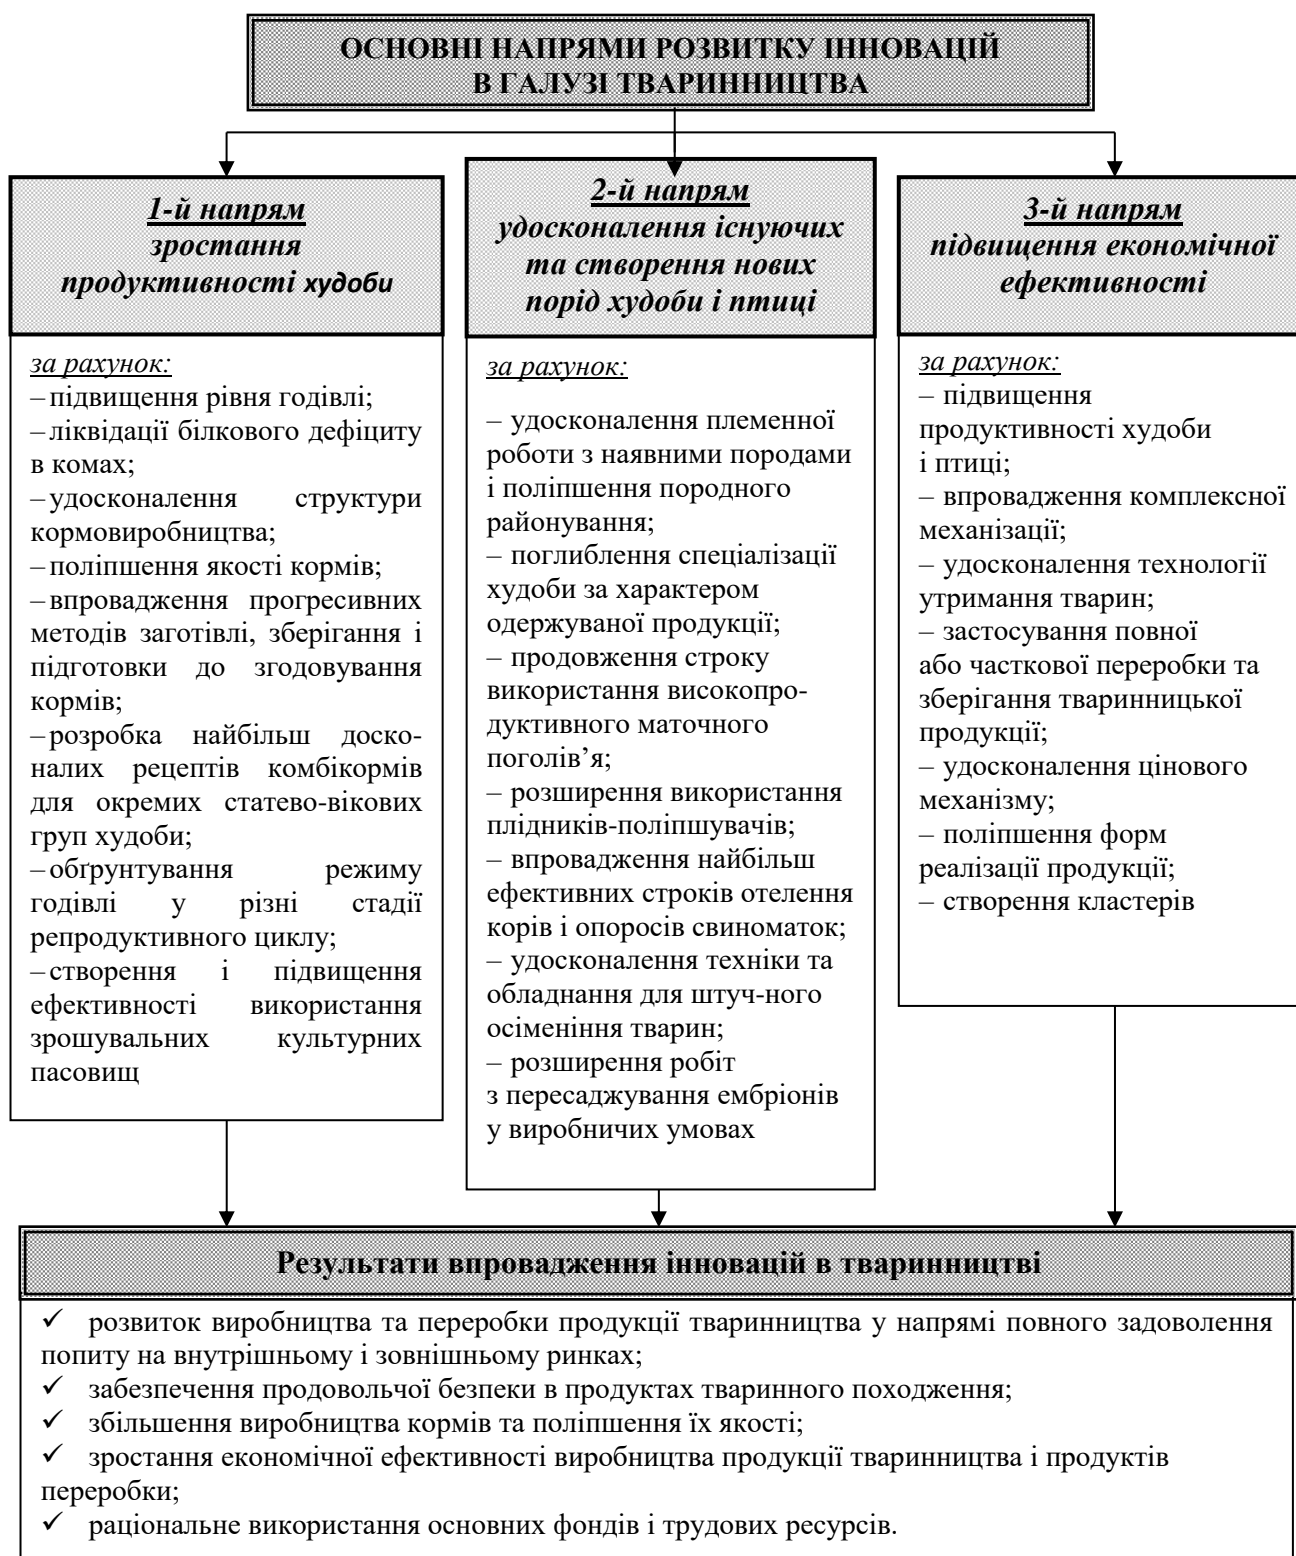 ОСНОВНІ НАПРЯМИ РОЗВИТКУ ІННОВАЦІЙ
В ГАЛУЗІ ТВАРИННИЦТВА
1-й напрям
зростання
продуктивності худоби
за рахунок:
– підвищення рівня годівлі;
– ліквідації білкового дефіциту
в комах;
– удосконалення структури
кормовиробництва;
– поліпшення якості кормів;
– впровадження прогресивних
методів заготівлі, зберігання і
підготовки до згодовування
кормів;
– розробка найбільш доско-
налих рецептів комбікормів
для окремих статево-вікових
груп худоби;
– обґрунтування режиму
годівлі у різні стадії
репродуктивного циклу;
– створення і підвищення
ефективності використання
зрошувальних культурних
пасовищ
2-й напрям
удосконалення існуючих
та створення нових
порід худоби і птиці
за рахунок:
– удосконалення племенної
роботи з наявними породами
і поліпшення породного
районування;
– поглиблення спеціалізації
худоби за характером
одержуваної продукції;
– продовження строку
використання високопро-
дуктивного маточного
поголів’я;
– розширення використання
плідників-поліпшувачів;
– впровадження найбільш
ефективних строків отелення
корів і опоросів свиноматок;
– удосконалення техніки та
обладнання для штуч-ного
осіменіння тварин;
– розширення робіт
з пересаджування ембріонів
у виробничих умовах
3-й напрям
підвищення економічної
ефективності
за рахунок:
– підвищення
продуктивності худоби
і птиці;
– впровадження комплексної
механізації;
– удосконалення технології
утримання тварин;
– застосування повної
або часткової переробки та
зберігання тваринницької
продукції;
– удосконалення цінового
механізму;
– поліпшення форм
реалізації продукції;
– створення кластерів
Результати впровадження інновацій в тваринництві
✓ розвиток виробництва та переробки продукції тваринництва у напрямі повного задоволення
попиту на внутрішньому і зовнішньому ринках;
✓ забезпечення продовольчої безпеки в продуктах тваринного походження;
✓ збільшення виробництва кормів та поліпшення їх якості;
✓ зростання економічної ефективності виробництва продукції тваринництва і продуктів
переробки;
✓ раціональне використання основних фондів і трудових ресурсів.